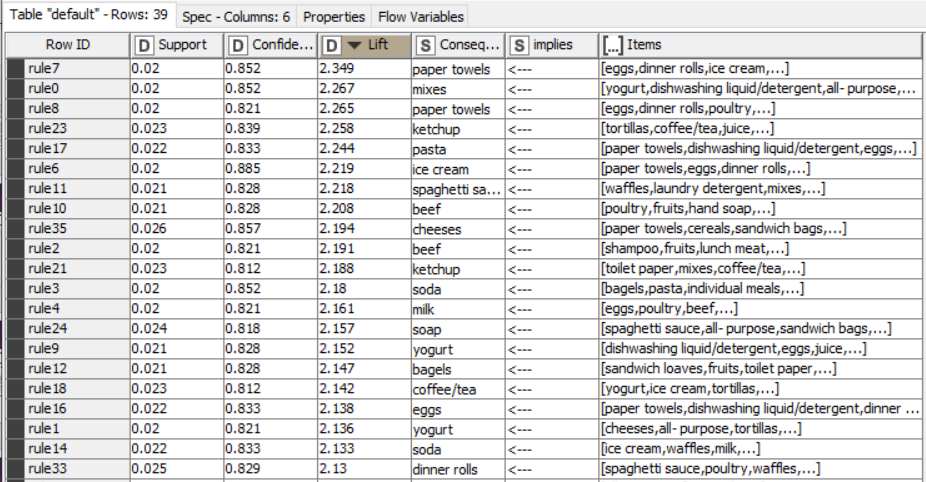 Table "default" - Rows: 39 Spec - Columns: 6 Properties Flow Variables
Row ID D Support D Confide... D Lift S Conseq... S implies [...] Items
rule7 0.02 0.852 2.349 paper towels <--- [eggs,dinner rolls,ice cream,...]
rule0 0.02 0.852 2.267 mixes <--- [yogurt,dishwashing liquid/detergent,all- purpose,...
rule8 0.02 0.821 2.265 paper towels <--- [eggs,dinner rolls,poultry,...]
rule23 0.023 0.839 2.258 ketchup <--- [tortillas,coffee/tea,juice,...]
rule17 0.022 0.833 2.244 pasta <--- [paper towels,dishwashing liquid/detergent,eggs,...]
rule6 0.02 0.885 2.219 ice cream <--- [paper towels,eggs,dinner rolls,...]
rule11 0.021 0.828 2.218 spaghetti sa... <--- [waffles,laundry detergent,mixes,...]
rule10 0.021 0.828 2.208 beef <--- [poultry,fruits,hand soap,...]
rule35 0.026 0.857 2.194 cheeses <--- [paper towels,cereals,sandwich bags,...]
rule2 0.02 0.821 2.191 beef <--- [shampoo,fruits,lunch meat,...]
rule21 0.023 0.812 2.188 ketchup <--- [toilet paper,mixes,coffee/tea,...]
rule3 0.02 0.852 2.18 soda <--- [bagels,pasta,individual meals,...]
rule4 0.02 0.821 2.161 milk <--- [eggs,poultry,beef,...]
rule24 0.024 0.818 2.157 soap <--- [spaghetti sauce,all- purpose,sandwich bags,...]
rule9 0.021 0.828 2.152 yogurt <--- [dishwashing liquid/detergent,eggs,juice,...]
rule12 0.021 0.828 2.147 bagels <--- [sandwich loaves,fruits,toilet paper,...]
rule18 0.023 0.812 2.142 coffee/tea <--- [yogurt,ice cream,tortillas,...]
rule16 0.022 0.833 2.138 eggs <--- [paper towels,dishwashing liquid/detergent,dinner ...
rule1 0.02 0.821 2.136 yogurt <--- [cheeses,all- purpose,tortillas,...]
rule14 0.022 0.833 2.133 soda <--- [ice cream,waffles,milk,...]
rule33 0.025 0.829 2.13 dinner rolls <--- [spaghetti sauce,poultry,waffles,...]